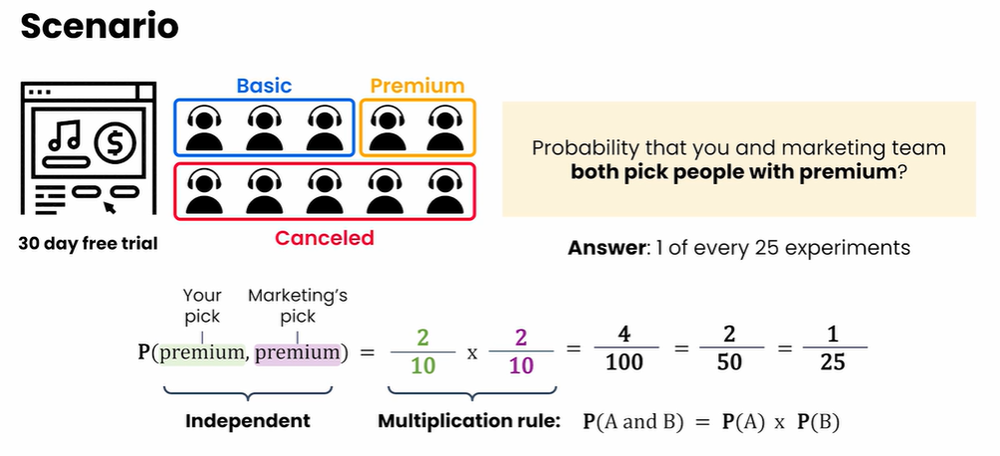 Scenario
Basic
Premium
$
30 day free trial
Canceled
Probability that you and marketing team
both pick people with premium?
Answer: 1 of every 25 experiments
Your
pick
Marketing's
pick
P(premium, premium) = 2/10 x 2/10 = 4/100 = 2/50 = 1/25
Independent
Multiplication rule: P(A and B) = P(A) x P(B)